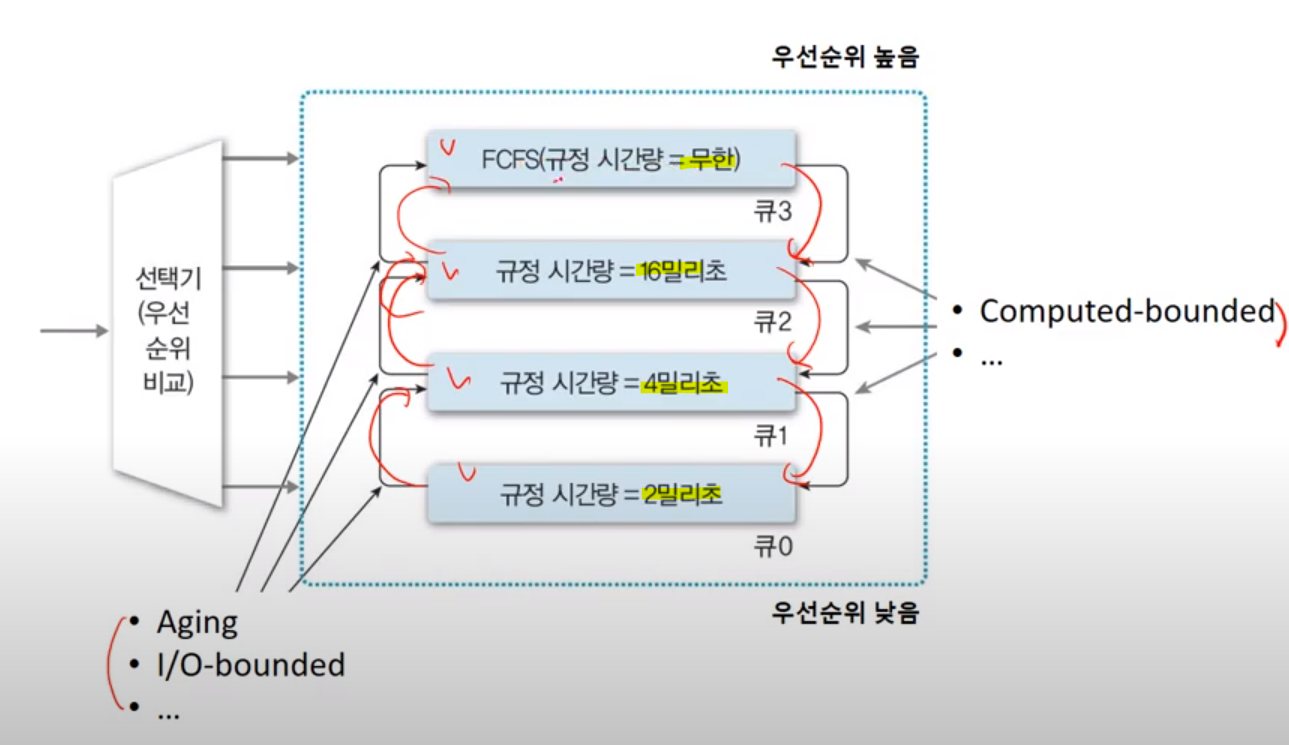 우선순위 높음
FCFS(규정 시간량 = 무한)
큐3
규정 시간량 = 16밀리초
큐2
규정 시간량 = 4밀리초
큐1
규정 시간량 = 2밀리초
큐0
우선순위 낮음
선택기
(우선
순위
비교)
• Computed-bounded
• ...
• Aging
• I/O-bounded
• ...